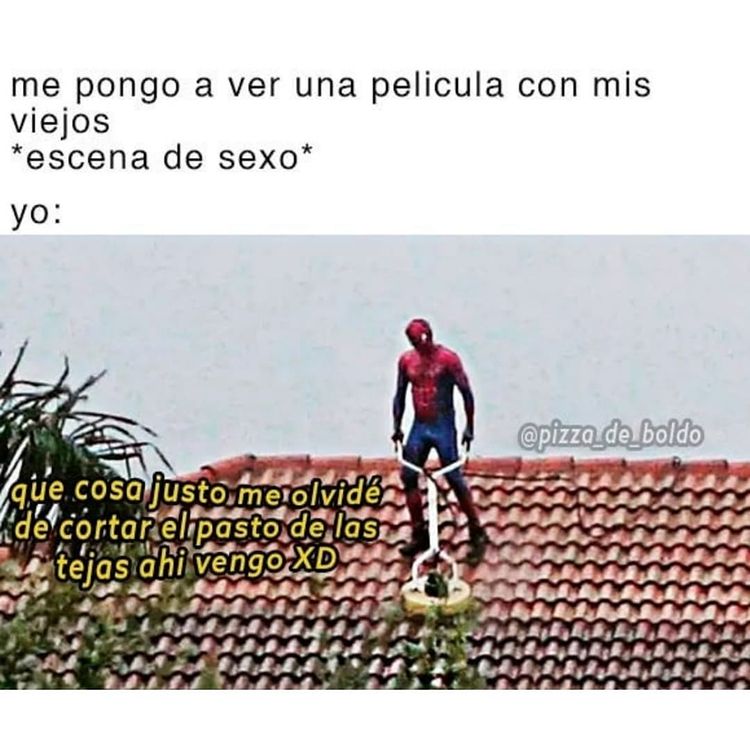 me pongo a ver una pelicula con mis
viejos
*escena de sexo*
yo:
@pizza_de_boldo
que cosa justo me olvidé
de cortar el pasto de las
tejas ahi vengo XD